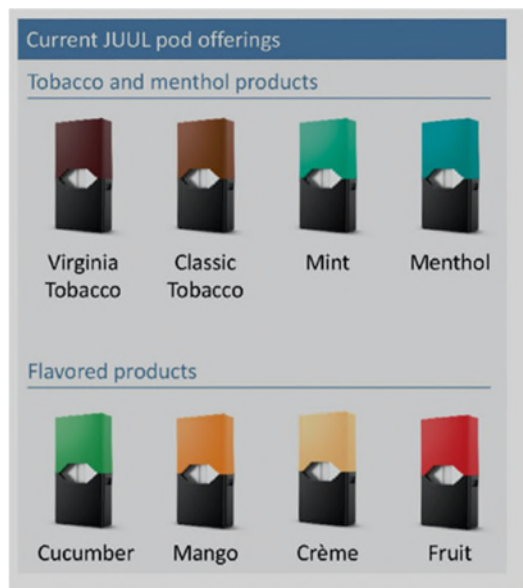 Current JUUL pod offerings
Tobacco and menthol products
Virginia
Tobacco
Classic
Tobacco
Mint
Menthol
Flavored products
Cucumber
Mango
Crème
Fruit